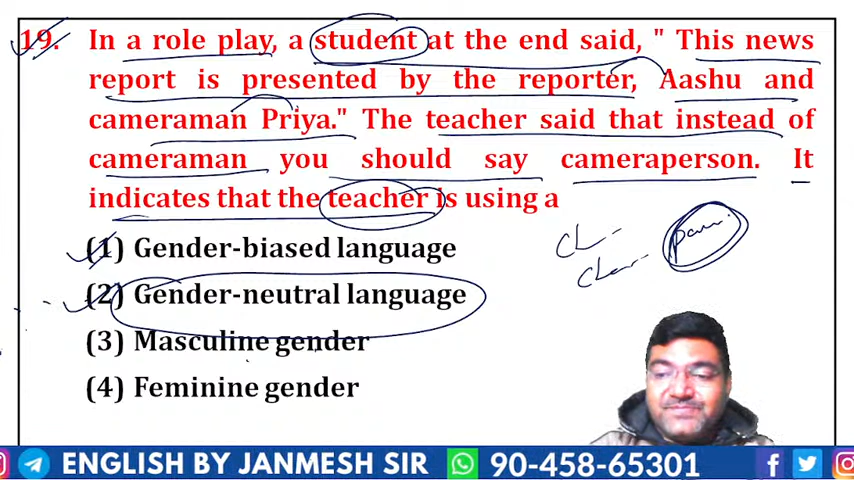 19. In a role play, a student at the end said, " This news
report is presented by the reporter, Aashu and
cameraman Priya." The teacher said that instead of
cameraman you should say cameraperson. It
indicates that the teacher is using a
(1) Gender-biased language
(2) Gender-neutral language
(3) Masculine gender
(4) Feminine gender
ENGLISH BY JANMESH SIR 90-458-65301